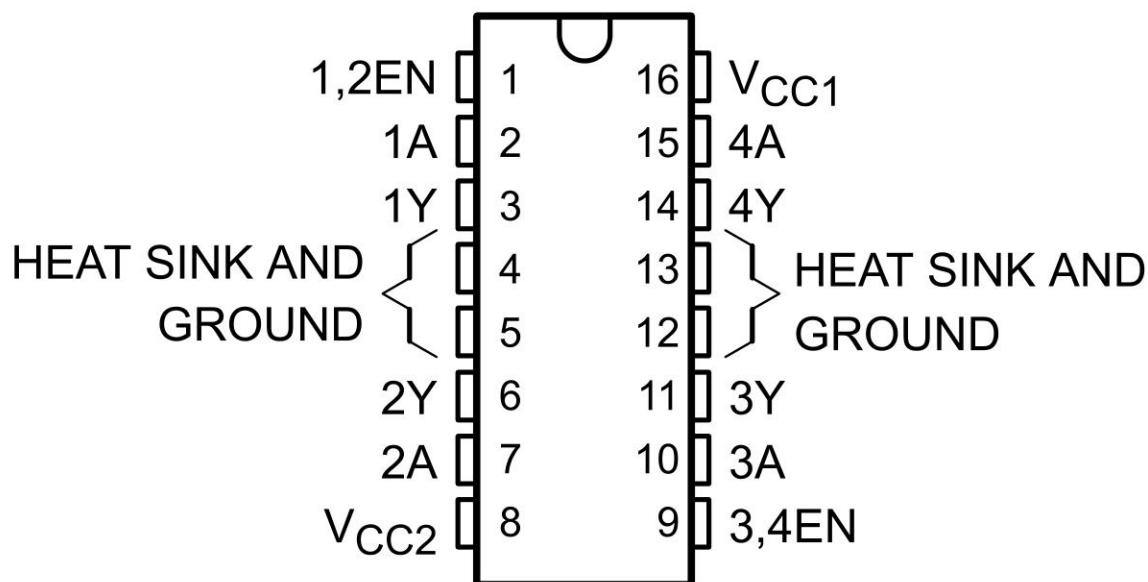 1,2EN 1 16 VCC1
1A 2 15 4A
1Y 3 14 4Y
HEAT SINK AND 4 13 HEAT SINK AND
GROUND 5 12 GROUND
2Y 6 11 3Y
2A 7 10 3A
VCC2 8 9 3,4EN